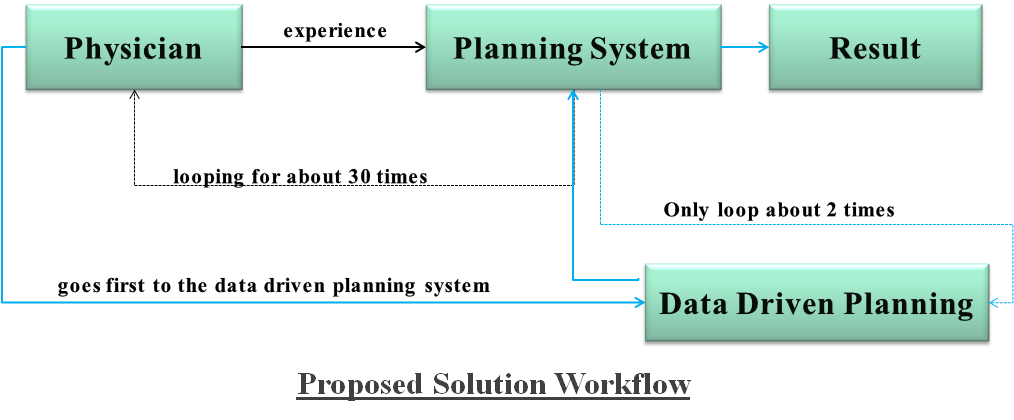 Physician
experience
Planning System
Result
looping for about 30 times
Only loop about 2 times
goes first to the data driven planning system
Data Driven Planning
Proposed Solution Workflow